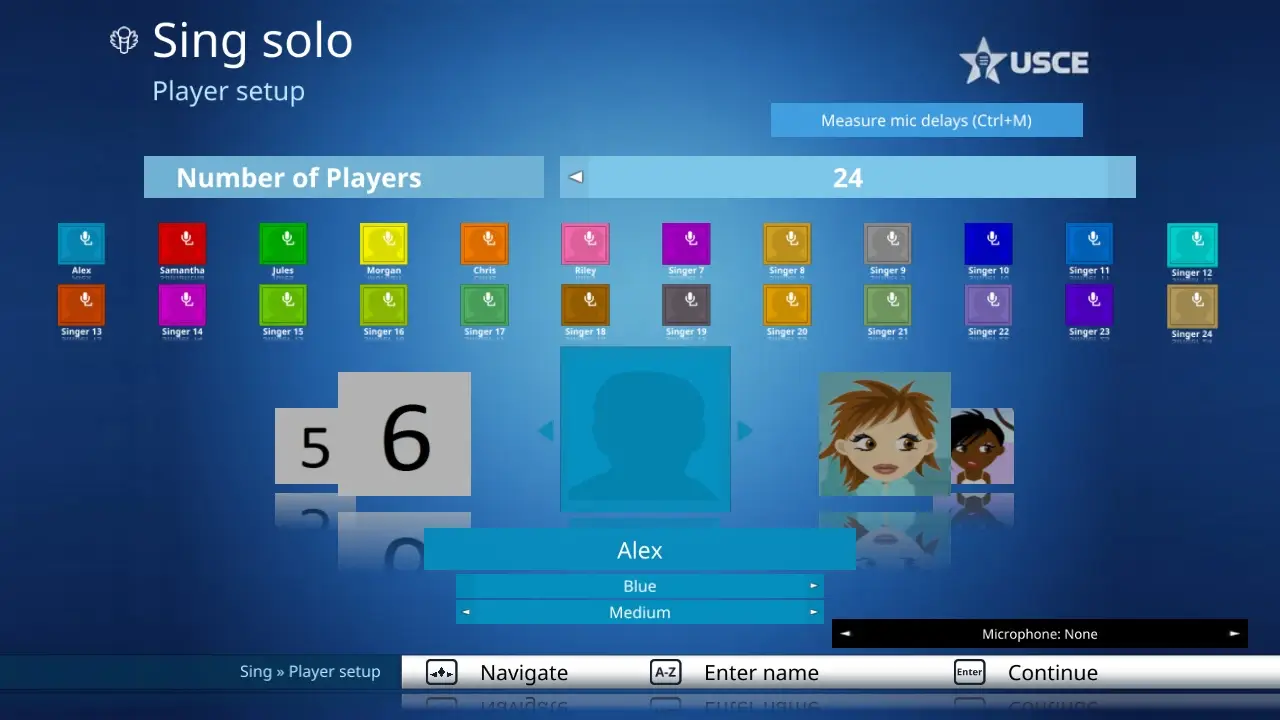 Sing solo
Player setup
USCE
Measure mic delays (Ctrl+M)
Number of Players
24
Alex Samantha Jules Morgan Chris Riley Singer 7 Singer 8 Singer 9 Singer 10 Singer 11 Singer 12
Singer 13 Singer 14 Singer 15 Singer 16 Singer 17 Singer 18 Singer 19 Singer 20 Singer 21 Singer 22 Singer 23 Singer 24
5 6
Alex
Blue
Medium
Microphone: None
Sing » Player setup
Navigate
A-Z Enter name
Enter Continue